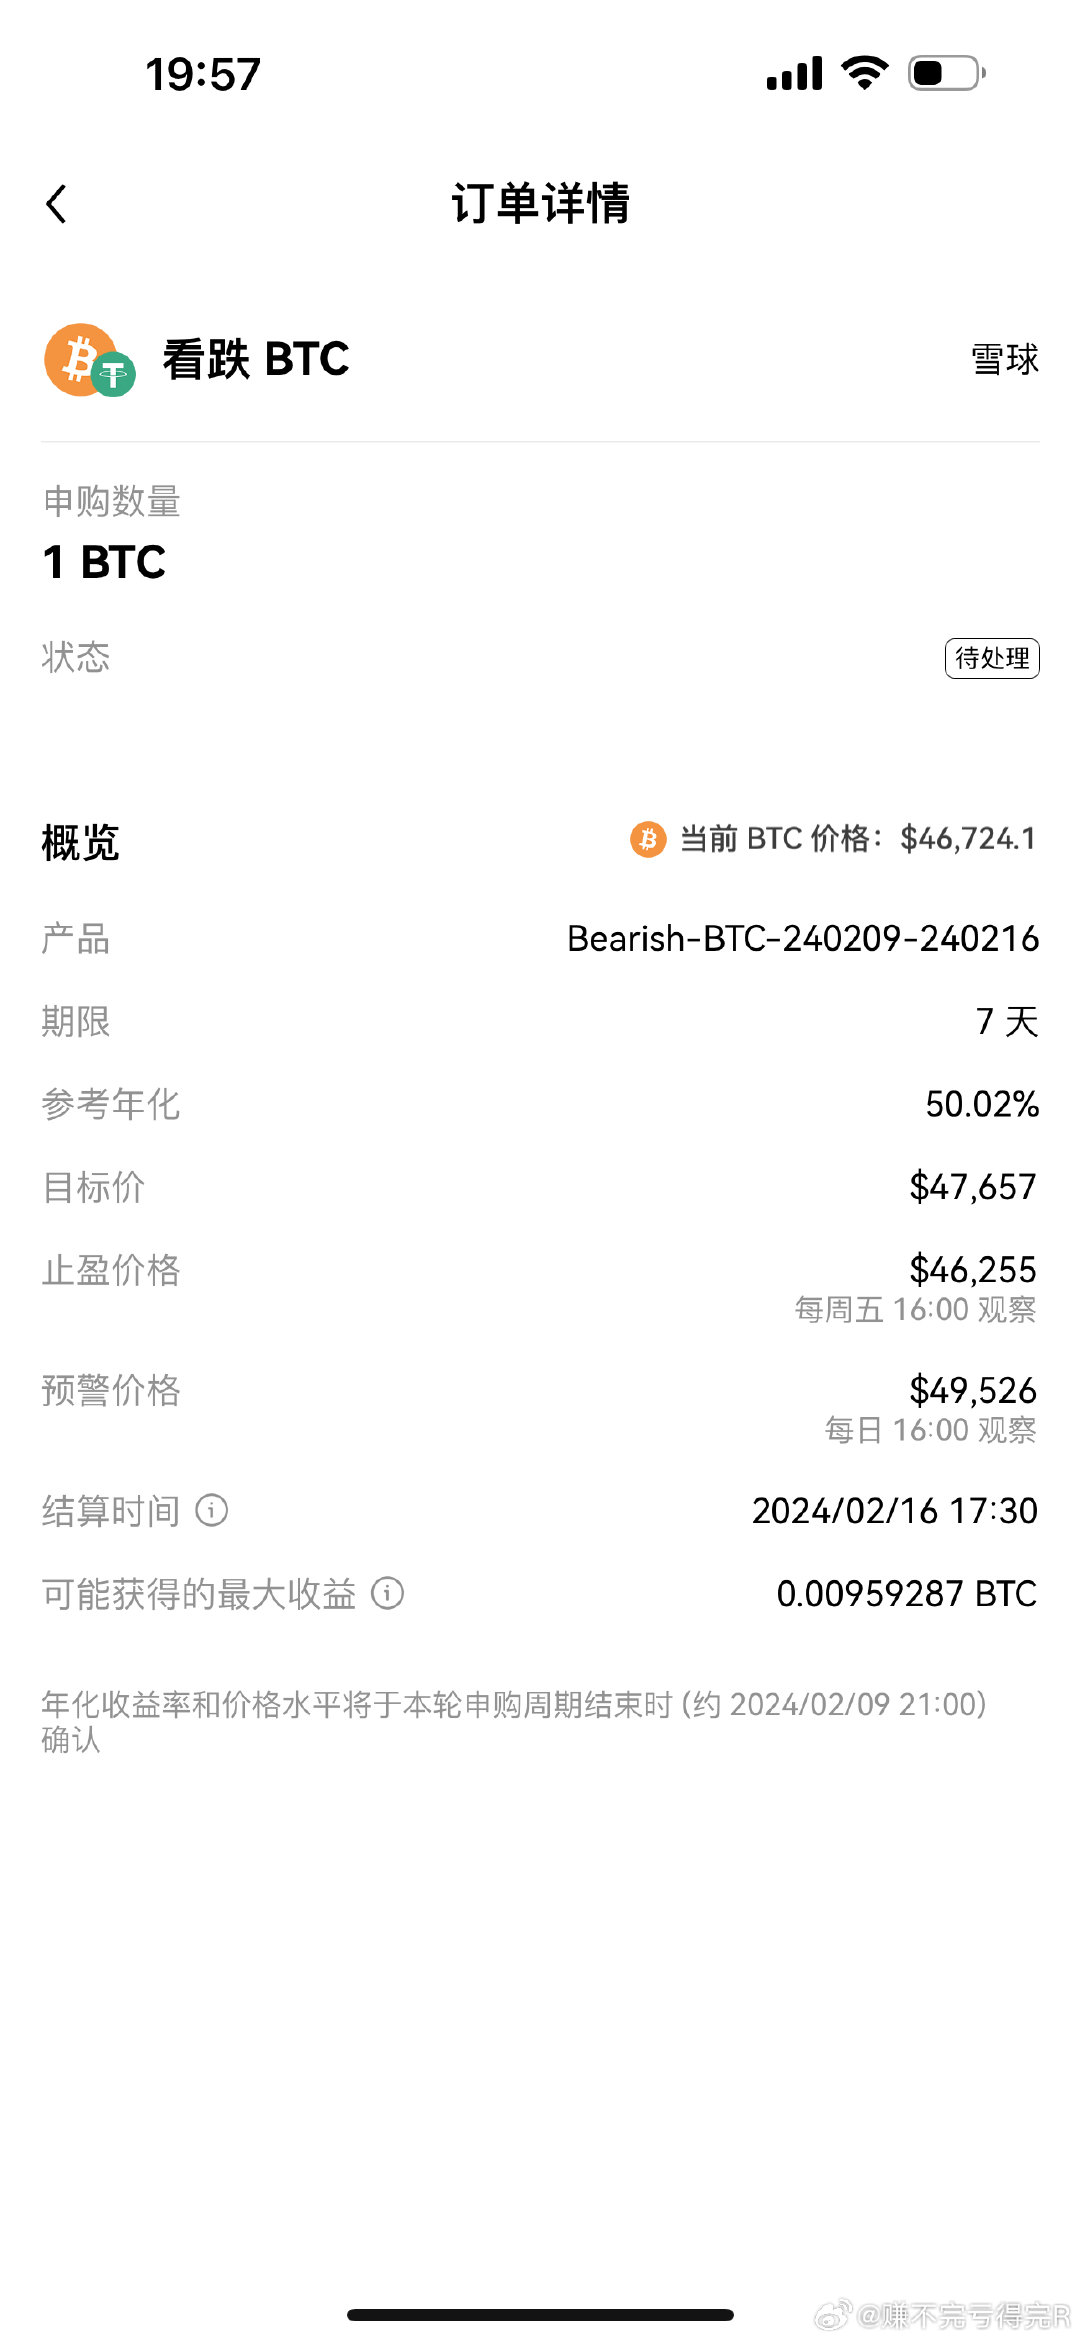 19:57
订单详情
看跌 BTC
雪球
申购数量
1 BTC
状态
待处理
概览
当前 BTC 价格：$46,724.1
产品
Bearish-BTC-240209-240216
期限
7 天
参考年化
50.02%
目标价
$47,657
止盈价格
$46,255
每周五 16:00 观察
预警价格
$49,526
每日 16:00 观察
结算时间
2024/02/16 17:30
可能获得的最大收益
0.00959287 BTC
年化收益率和价格水平将于本轮申购周期结束时 (约 2024/02/09 21:00)
确认
@赚不完亏得完R